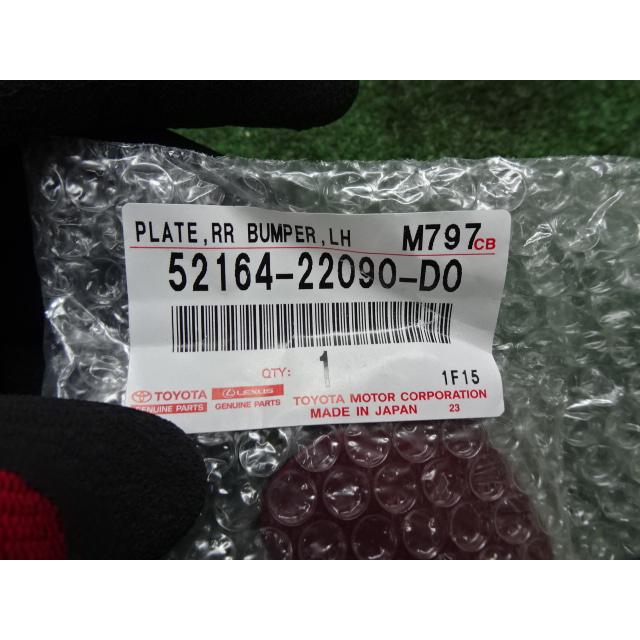 PLATE,RR BUMPER,LH M797CB
52164-22090-D0
QTY: 1 1F15
TOYOTA LEXUS TOYOTA MOTOR CORPORATION
GENUINE PARTS GENUINE PARTS MADE IN JAPAN 23